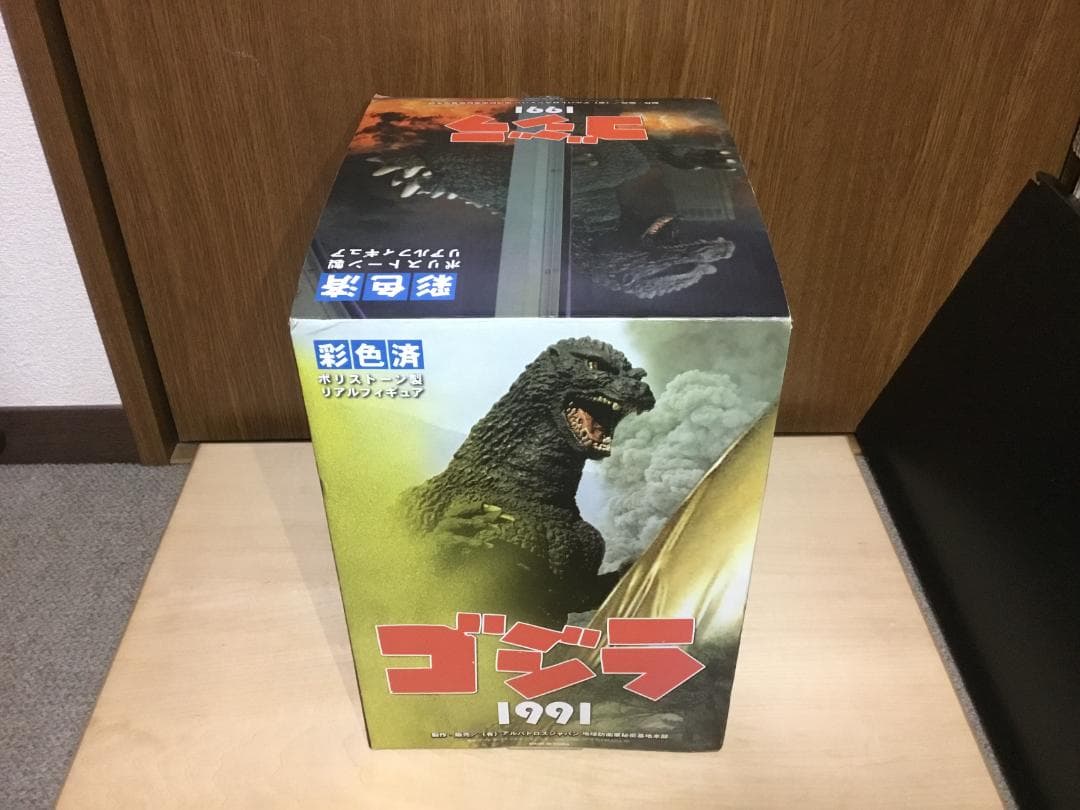 1991
ゴジラ
ポリストーン製
リアルフィギュア
彩色済
彩色済
ポリストーン製
リアルフィギュア
ゴジラ
1991
製作・販売／(有)アルバトロスジャパン 地球防衛軍秘密基地本部